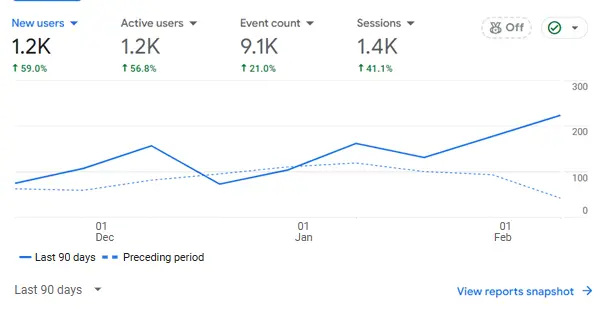 New users Active users Event count Sessions
1.2K 1.2K 9.1K 1.4K Off
↑ 59.0% ↑ 56.8% ↑ 21.0% ↑ 41.1%
300
200
100
0
01 01 01
Dec Jan Feb
Last 90 days Preceding period
Last 90 days View reports snapshot →